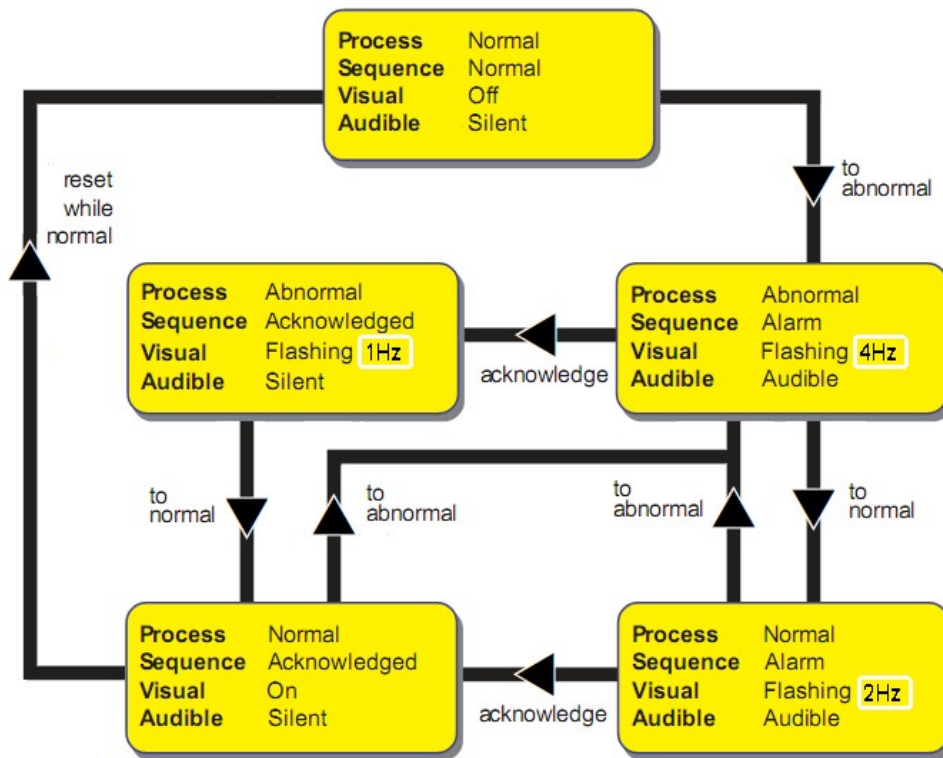 Process Normal
Sequence Normal
Visual Off
Audible Silent
to
abnormal
reset
while
normal
Process Abnormal
Sequence Acknowledged
Visual Flashing 1Hz
Audible Silent
acknowledge
Process Abnormal
Sequence Alarm
Visual Flashing 4Hz
Audible Audible
to
normal
to
abnormal
to
abnormal
to
normal
Process Normal
Sequence Acknowledged
Visual On
Audible Silent
acknowledge
Process Normal
Sequence Alarm
Visual Flashing 2Hz
Audible Audible